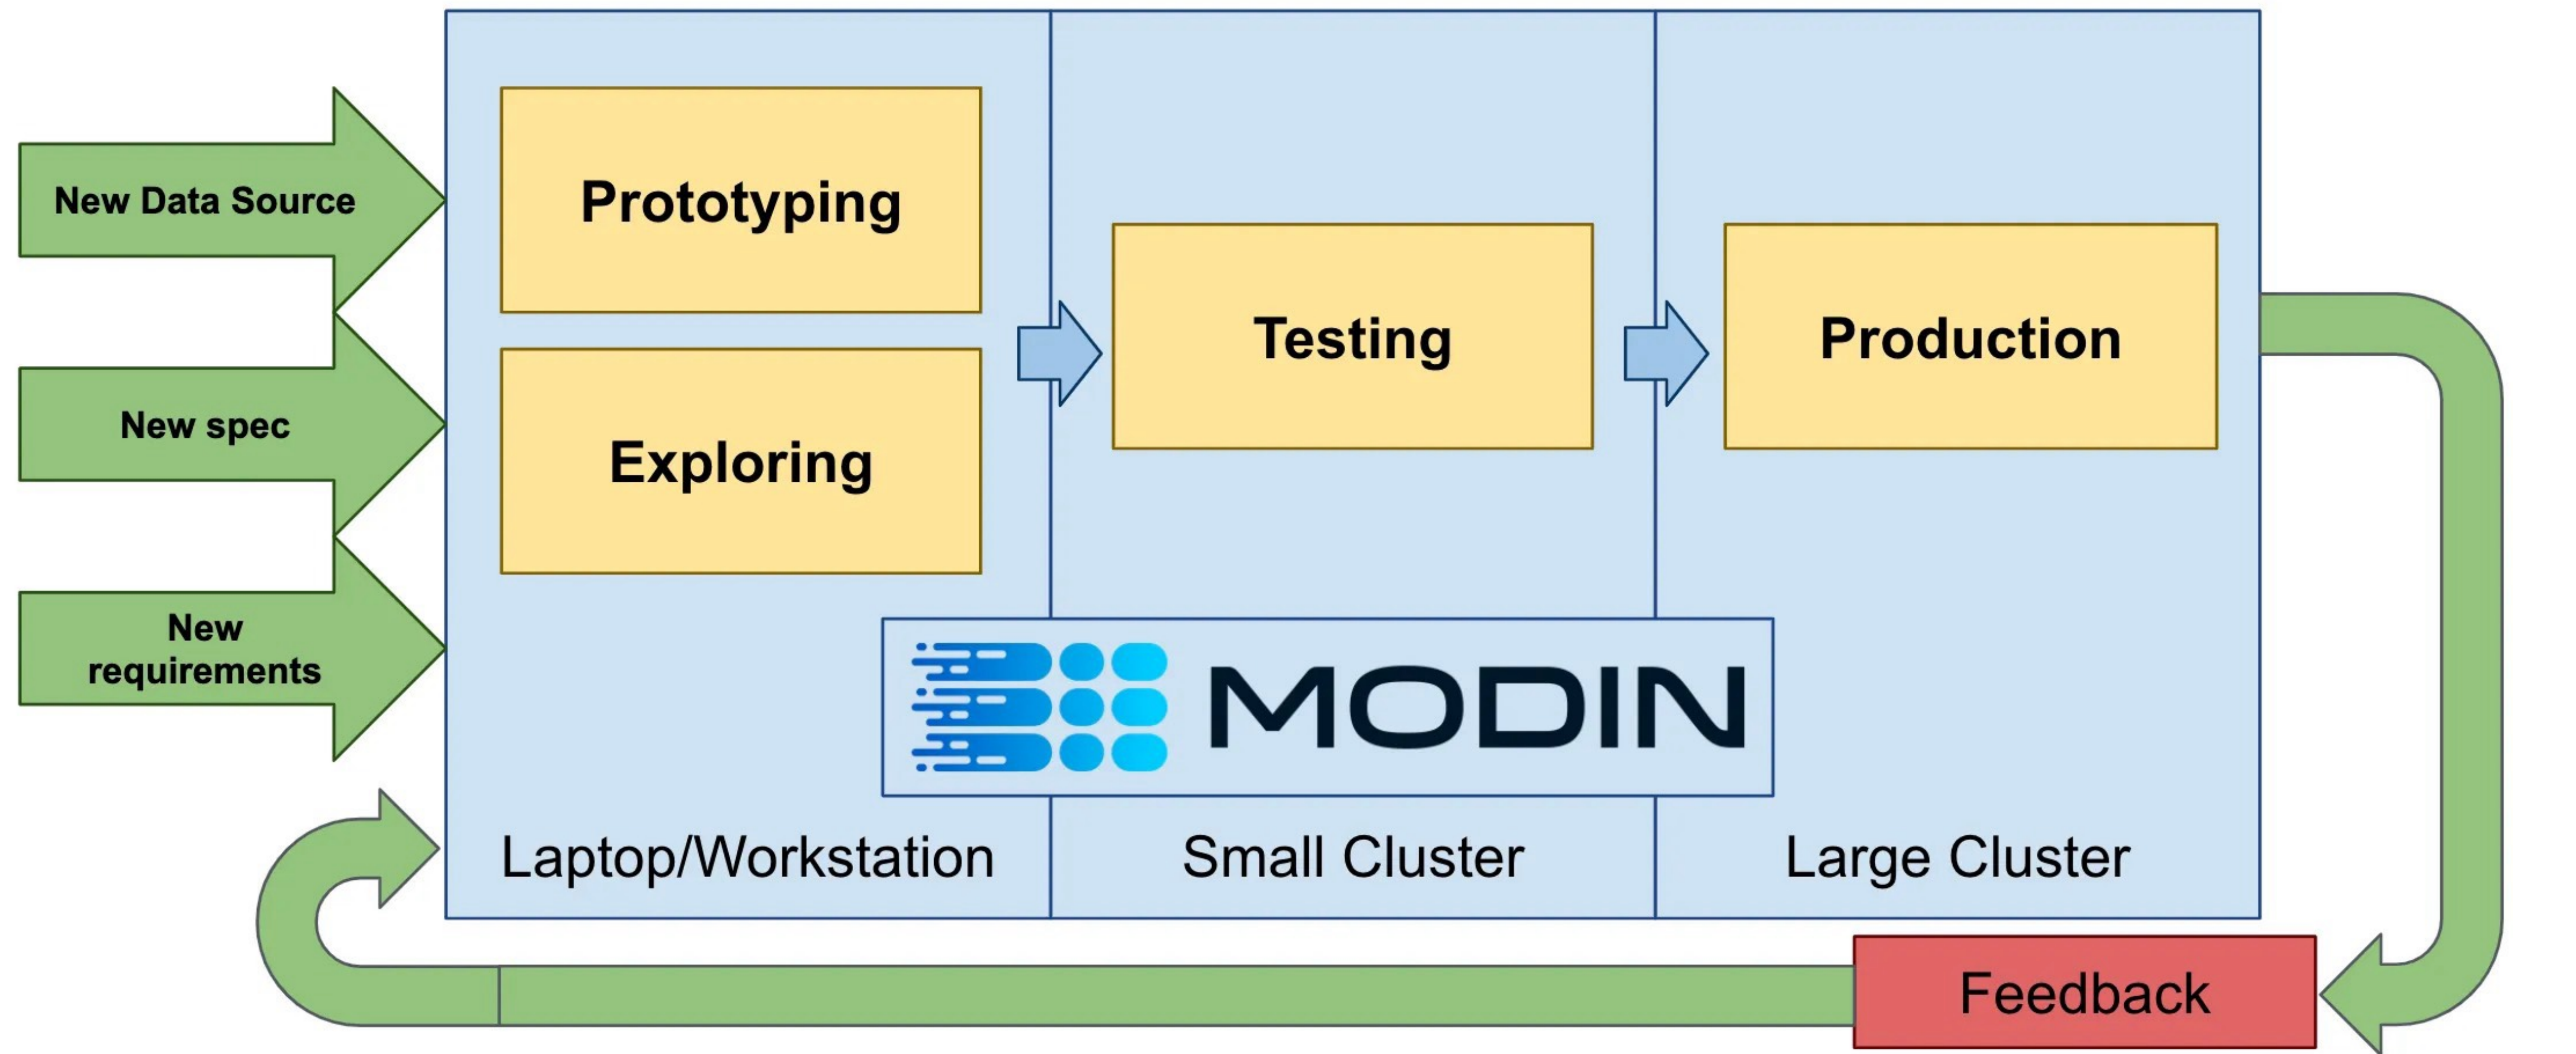 New Data Source
New spec
New
requirements
Prototyping
Exploring
Testing
Production
MODIN
Laptop/Workstation
Small Cluster
Large Cluster
Feedback